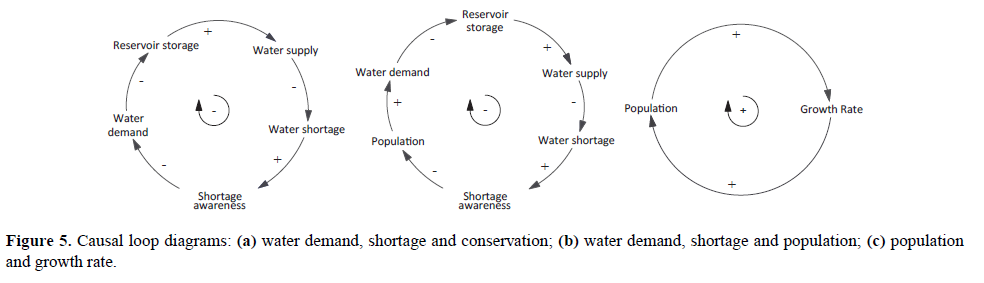 Reservoir storage
+
Water supply
-
Water shortage
+
Shortage
awareness
-
Water
demand
-
-
Reservoir
storage
+
Water supply
-
Water shortage
+
Shortage
awareness
-
Population
+
Water demand
-
-
Population
+
Growth Rate
+
+
Figure 5. Causal loop diagrams: (a) water demand, shortage and conservation; (b) water demand, shortage and population; (c) population
and growth rate.